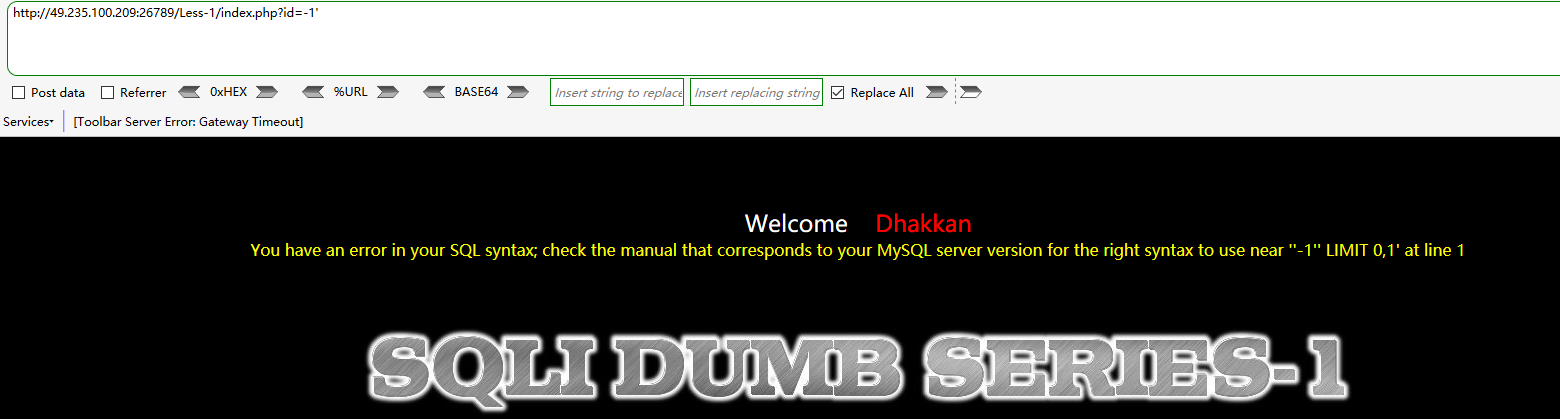 http://49.235.100.209:26789/Less-1/index.php?id=-1'
Post data Referrer 0xHEX %URL BASE64 Insert string to replace Insert replacing string Replace All
Services [Toolbar Server Error: Gateway Timeout]
Welcome Dhakkan
You have an error in your SQL syntax; check the manual that corresponds to your MySQL server version for the right syntax to use near ''-1'' LIMIT 0,1' at line 1
SQLI DUMB SERIES-1